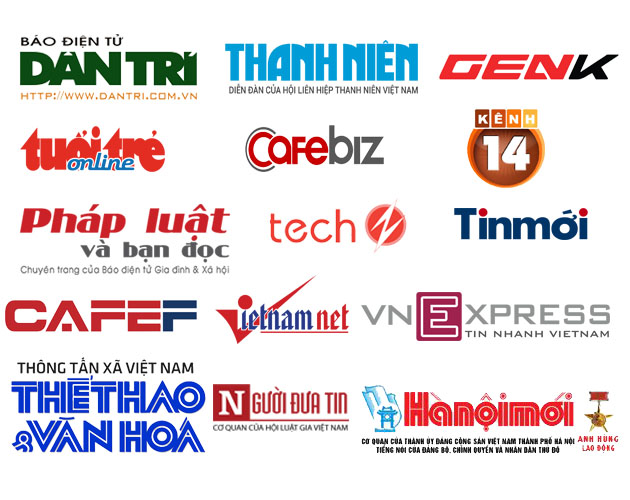 BÁO ĐIỆN TỬ
DÂN TRÍ
HTTP://WWW.DANTRI.COM.VN
THANH NIÊN
DIỄN ĐÀN CỦA HỘI LIÊN HIỆP THANH NIÊN VIỆT NAM
GENK
tuổi trẻ
online
Cafebiz
KÊNH
14
Pháp luật
và bạn đọc
Chuyên trang của Báo điện tử Gia đình & Xã hội
tech
Tinmới
CAFEF
Vietnam net
VNEXPRESS
TIN NHANH VIETNAM
THÔNG TẤN XÃ VIỆT NAM
THỂ THAO
& VĂN HOÁ
NGƯỜI ĐƯA TIN
CƠ QUAN CỦA HỘI LUẬT GIA VIỆT NAM
Hànộimới
CƠ QUAN CỦA THÀNH ỦY ĐẢNG CỘNG SẢN VIỆT NAM THÀNH PHỐ HÀ NỘI
TIẾNG NÓI CỦA ĐẢNG BỘ, CHÍNH QUYỀN VÀ NHÂN DÂN THỦ ĐÔ
ANH HÙNG
LAO ĐỘNG